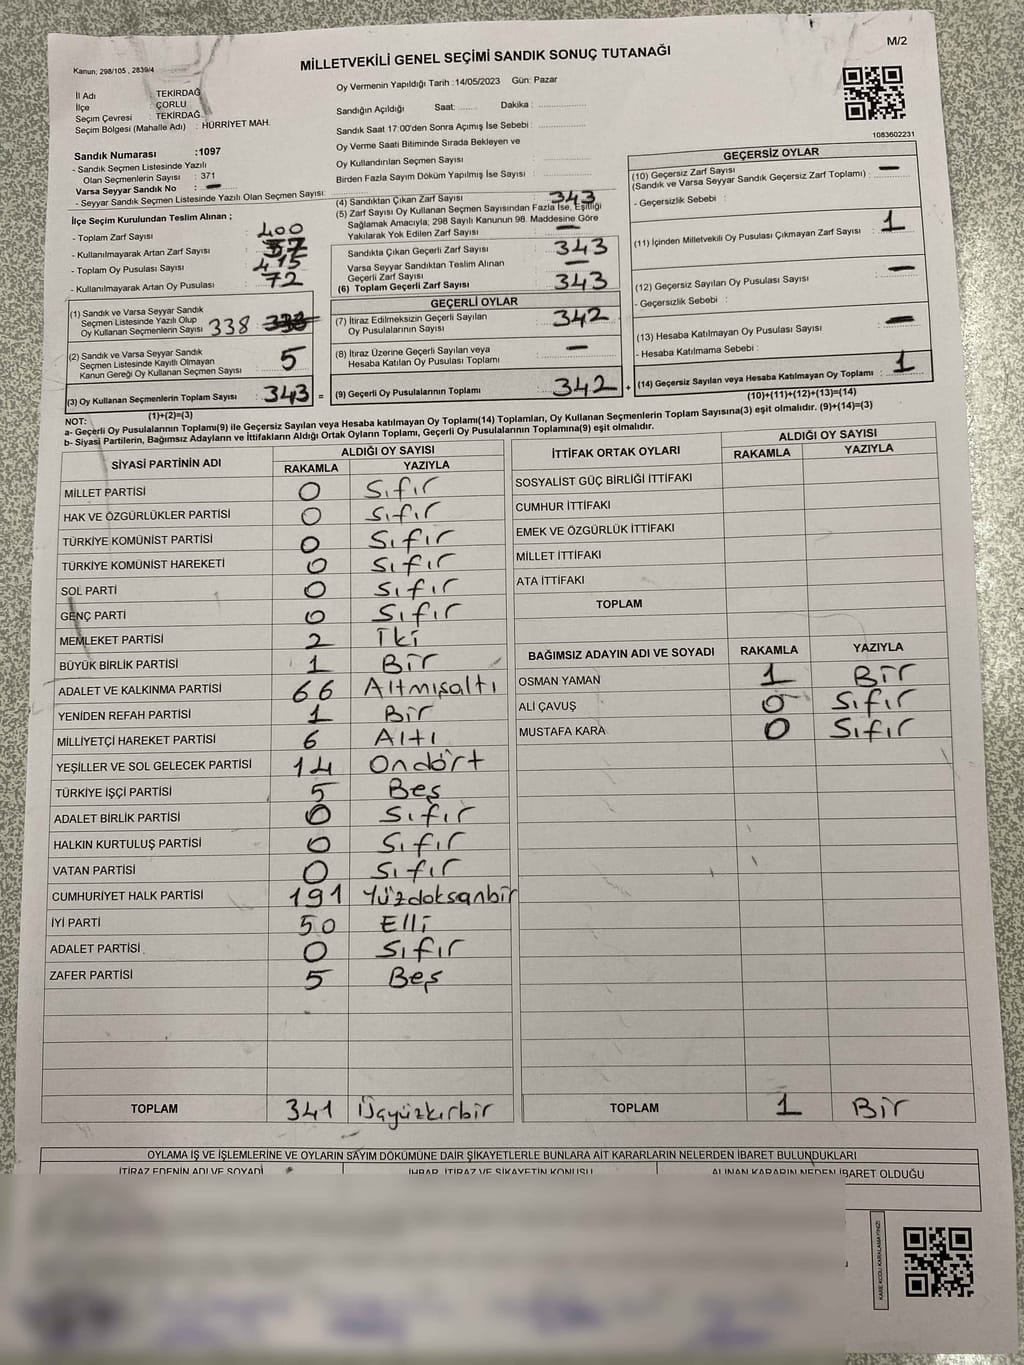 M/2
MİLLETVEKİLİ GENEL SEÇİMİ SANDIK SONUÇ TUTANAĞI
Kanun; 298/105 , 2839/4
İl Adı : TEKİRDAĞ
İlçe : ÇORLU
Seçim Çevresi : TEKİRDAĞ
Seçim Bölgesi (Mahalle Adı) : HÜRRİYET MAH.
Sandık Numarası :1097
- Sandık Seçmen Listesinde Yazılı
Olan Seçmenlerin Sayısı : 371
Varsa Seyyar Sandık No : —
- Seyyar Sandık Seçmen Listesinde Yazılı Olan Seçmen Sayısı:
İlçe Seçim Kurulundan Teslim Alınan ;
- Toplam Zarf Sayısı : 400
- Kullanılmayarak Artan Zarf Sayısı : 57
- Toplam Oy Pusulası Sayısı : 415
- Kullanılmayarak Artan Oy Pusulası : 72
(1) Sandık ve Varsa Seyyar Sandık
Seçmen Listesinde Yazılı Olup
Oy Kullanan Seçmenlerin Sayısı 338
(2) Sandık ve Varsa Seyyar Sandık
Seçmen Listesinde Kayıtlı Olmayan
Kanun Gereği Oy Kullanan Seçmen Sayısı : 5
(3) Oy Kullanan Seçmenlerin Toplam Sayısı : 343 =
(1)+(2)=(3)
Oy Vermenin Yapıldığı Tarih :14/05/2023 Gün: Pazar
Sandığın Açıldığı Saat: Dakika :
Sandık Saat 17:00'den Sonra Açımış İse Sebebi :
Oy Verme Saati Bitiminde Sırada Bekleyen ve
Oy Kullandırılan Seçmen Sayısı :
Birden Fazla Sayım Döküm Yapılmış İse Sayısı :
(4) Sandıktan Çıkan Zarf Sayısı : 343
(5) Zarf Sayısı Oy Kullanan Seçmen Sayısından Fazla İse, Eşitliği
Sağlamak Amacıyla; 298 Sayılı Kanunun 98. Maddesine Göre
Yakılarak Yok Edilen Zarf Sayısı : —
Sandıkta Çıkan Geçerli Zarf Sayısı : 343
Varsa Seyyar Sandıktan Teslim Alınan
Geçerli Zarf Sayısı : —
(6) Toplam Geçerli Zarf Sayısı : 343
GEÇERLİ OYLAR
(7) İtiraz Edilmeksizin Geçerli Sayılan
Oy Pusulalarının Sayısı : 342
(8) İtiraz Üzerine Geçerli Sayılan veya
Hesaba Katılan Oy Pusulası Toplamı : —
(9) Geçerli Oy Pusulalarının Toplamı : 342 +
1083602231
GEÇERSİZ OYLAR
(10) Geçersiz Zarf Sayısı
(Sandık ve Varsa Seyyar Sandık Geçersiz Zarf Toplamı) : —
- Geçersizlik Sebebi :
(11) İçinden Milletvekili Oy Pusulası Çıkmayan Zarf Sayısı : 1
(12) Geçersiz Sayılan Oy Pusulası Sayısı : —
- Geçersizlik Sebebi :
(13) Hesaba Katılmayan Oy Pusulası Sayısı : —
- Hesaba Katılmama Sebebi :
(14) Geçersiz Sayılan veya Hesaba Katılmayan Oy Toplamı : 1
(10)+(11)+(12)+(13)=(14)
NOT:
a- Geçerli Oy Pusulalarının Toplamı(9) ile Geçersiz Sayılan veya Hesaba katılmayan Oy Toplamı(14) Toplamları, Oy Kullanan Seçmenlerin Toplam Sayısına(3) eşit olmalıdır. (9)+(14)=(3)
b- Siyasi Partilerin, Bağımsız Adayların ve İttifakların Aldığı Ortak Oyların Toplamı, Geçerli Oy Pusulalarının Toplamına(9) eşit olmalıdır.
SİYASİ PARTİNİN ADI ALDIĞI OY SAYISI
RAKAMLA YAZIYLA
MİLLET PARTİSİ 0 Sıfır
HAK VE ÖZGÜRLÜKLER PARTİSİ 0 Sıfır
TÜRKİYE KOMÜNİST PARTİSİ 0 Sıfır
TÜRKİYE KOMÜNİST HAREKETİ 0 Sıfır
SOL PARTİ 0 Sıfır
GENÇ PARTİ 0 Sıfır
MEMLEKET PARTİSİ 2 İki
BÜYÜK BİRLİK PARTİSİ 1 Bir
ADALET VE KALKINMA PARTİSİ 66 Altmışaltı
YENİDEN REFAH PARTİSİ 1 Bir
MİLLİYETÇİ HAREKET PARTİSİ 6 Altı
YEŞİLLER VE SOL GELECEK PARTİSİ 14 Ondört
TÜRKİYE İŞÇİ PARTİSİ 5 Beş
ADALET BİRLİK PARTİSİ 0 Sıfır
HALKIN KURTULUŞ PARTİSİ 0 Sıfır
VATAN PARTİSİ 0 Sıfır
CUMHURİYET HALK PARTİSİ 191 Yüzdoksanbir
İYİ PARTİ 50 Elli
ADALET PARTİSİ 0 Sıfır
ZAFER PARTİSİ 5 Beş
TOPLAM 341 Üçyüzkırbir
İTTİFAK ORTAK OYLARI ALDIĞI OY SAYISI
RAKAMLA YAZIYLA
SOSYALİST GÜÇ BİRLİĞİ İTTİFAKI
CUMHUR İTTİFAKI
EMEK VE ÖZGÜRLÜK İTTİFAKI
MİLLET İTTİFAKI
ATA İTTİFAKI
TOPLAM
BAĞIMSIZ ADAYIN ADI VE SOYADI RAKAMLA YAZIYLA
OSMAN YAMAN 1 Bir
ALİ ÇAVUŞ 0 Sıfır
MUSTAFA KARA 0 Sıfır
TOPLAM 1 Bir
OYLAMA İŞ VE İŞLEMLERİNE VE OYLARIN SAYIM DÖKÜMÜNE DAİR ŞİKAYETLERLE BUNLARA AİT KARARLARIN NELERDEN İBARET BULUNDUKLARI
İTİRAZ EDENİN ADI VE SOYADI İHBAR, İTİRAZ VE ŞİKAYETİN KONUSU ALINAN KARARIN NEDEN İBARET OLDUĞU